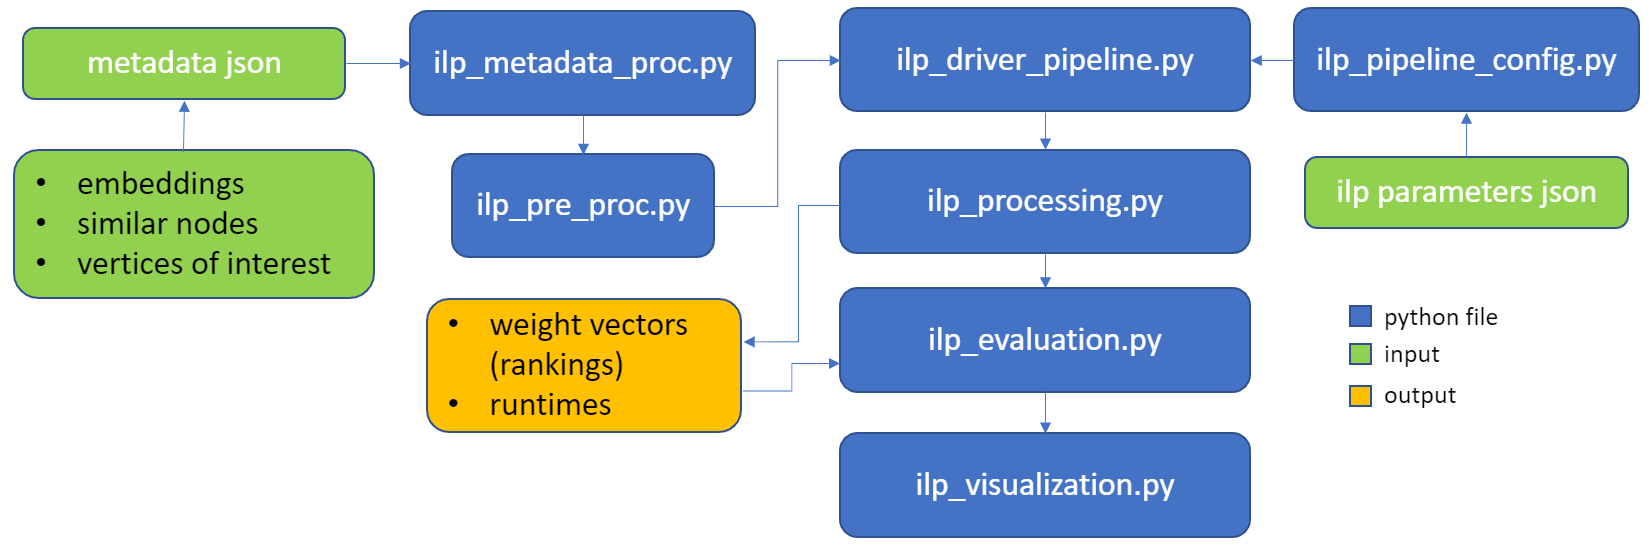 metadata json
ilp_metadata_proc.py
ilp_driver_pipeline.py
ilp_pipeline_config.py
• embeddings
• similar nodes
• vertices of interest
ilp_pre_proc.py
ilp_processing.py
ilp parameters json
• weight vectors
(rankings)
• runtimes
ilp_evaluation.py
ilp_visualization.py
python file
input
output